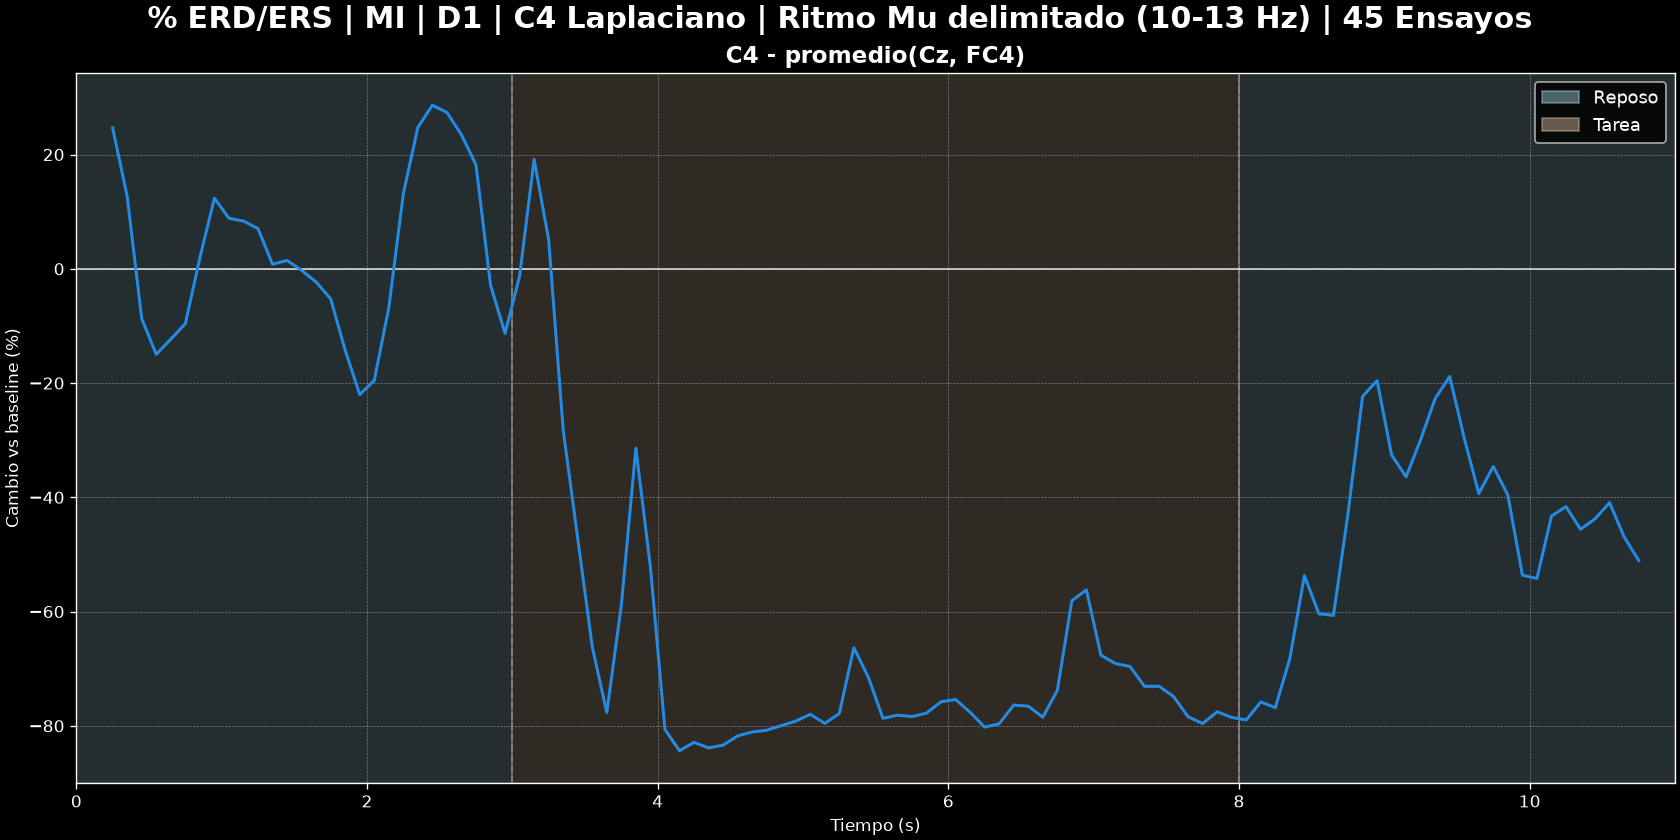 % ERD/ERS | MI | D1 | C4 Laplaciano | Ritmo Mu delimitado (10-13 Hz) | 45 Ensayos
C4 - promedio(Cz, FC4)
Reposo
Tarea
Cambio vs baseline (%)
20
0
−20
−40
−60
−80
0 2 4 6 8 10
Tiempo (s)